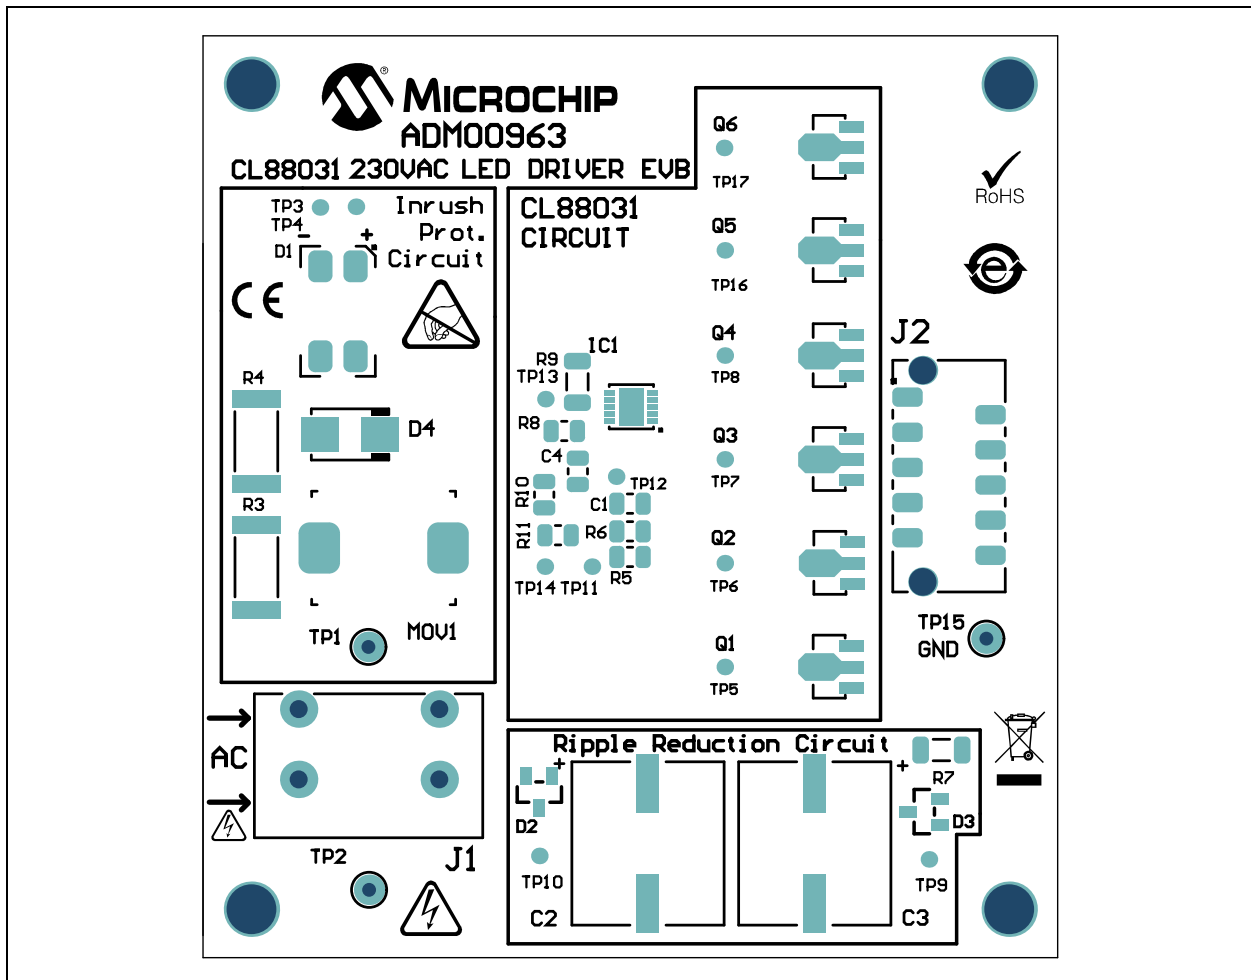 MICROCHIP
®
ADM00963
CL88031 230VAC LED DRIVER EVB
TP3
TP4
- +
D1
Inrush
Prot.
Circuit
CE
R4
D4
R3
TP1
MOV1
CL88031
CIRCUIT
Q6
TP17
Q5
TP16
Q4
TP8
Q3
TP7
Q2
TP6
Q1
TP5
R9
IC1
TP13
R8
C4
R10
TP12
C1
R11
R6
R5
TP14 TP11
RoHS
e
J2
TP15
GND
AC
J1
TP2
Ripple Reduction Circuit
+
+
D2
TP10
C2
R7
D3
TP9
C3